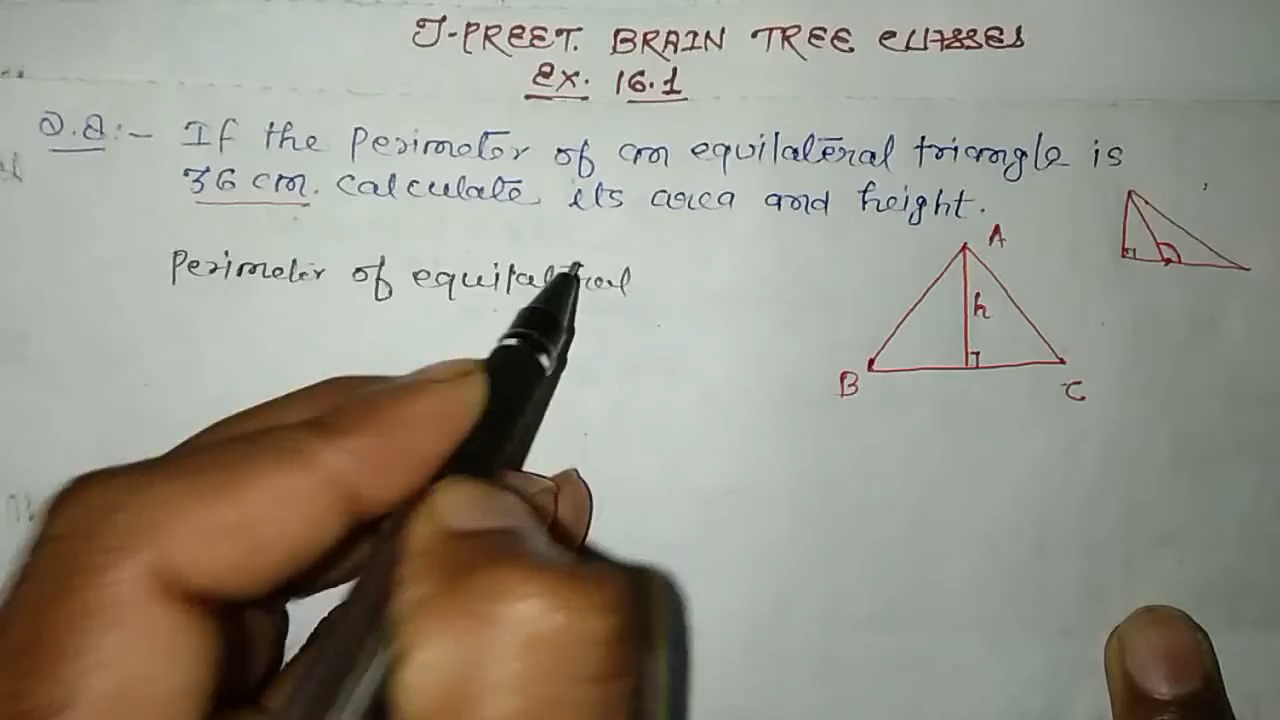 J-PREET. BRAIN TREE CLASSES
Ex. 16.1
Q.8:- If the Perimeter of an equilateral triangle is
36 cm. calculate its area and height.
Perimeter of equilateral
A
h
B
C